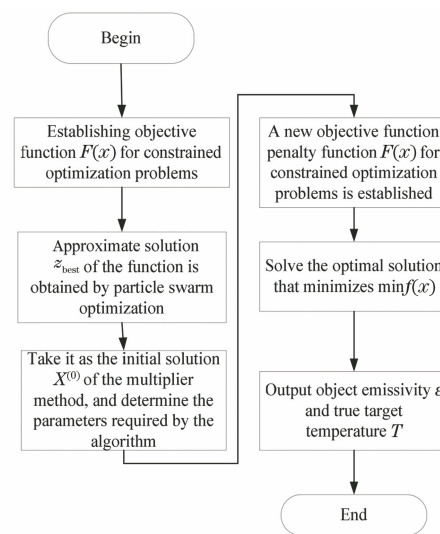 Begin
Establishing objective
function F(x) for constrained
optimization problems
Approximate solution
z_best of the function is
obtained by particle swarm
optimization
Take it as the initial solution
X^(0) of the multiplier
method, and determine the
parameters required by the
algorithm
A new objective function
penalty function F(x) for
constrained optimization
problems is established
Solve the optimal solution
that minimizes minf(x)
Output object emissivity ε
and true target
temperature T
End